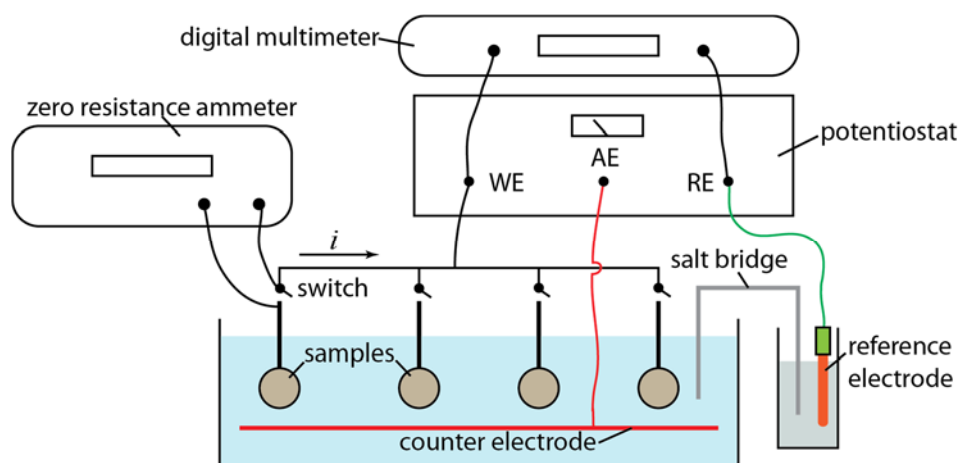 digital multimeter
zero resistance ammeter
potentiostat
AE
WE
RE
i
salt bridge
switch
samples
reference
electrode
counter electrode